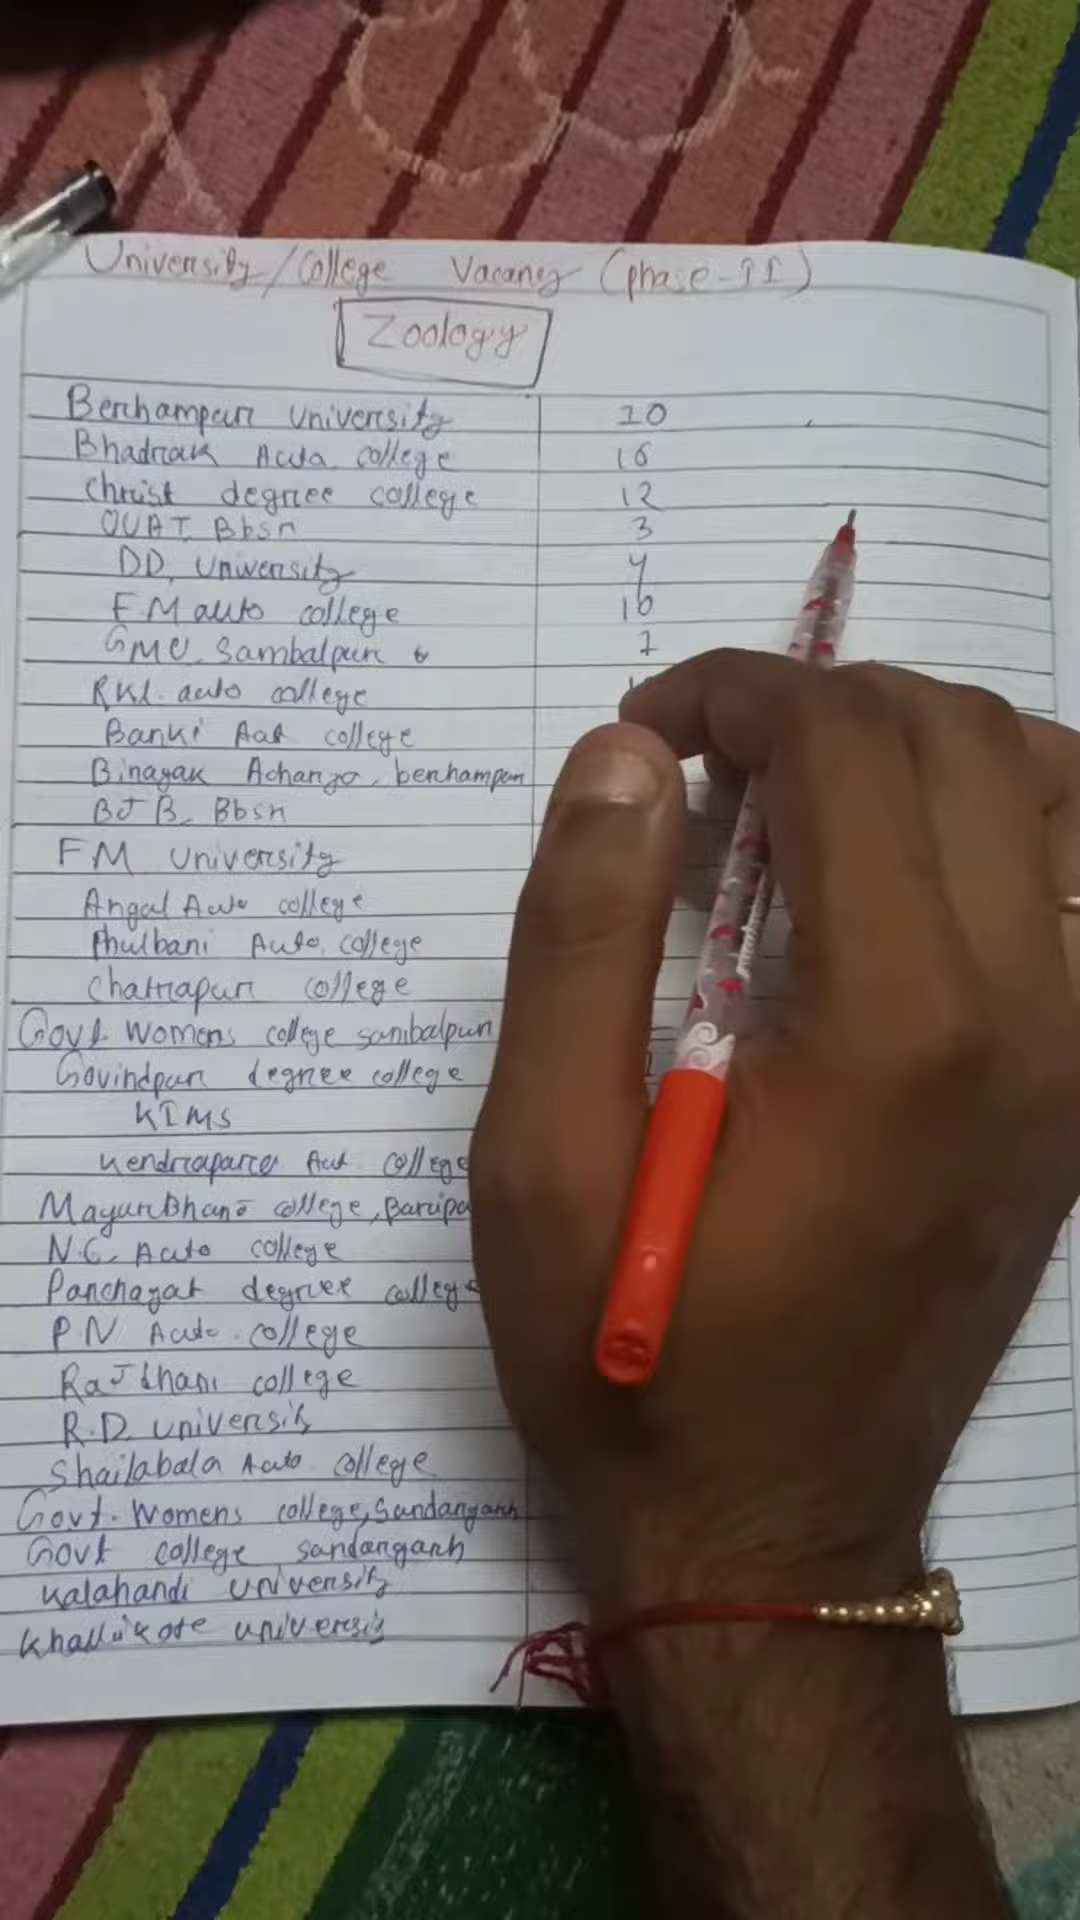 University/College Vacancy (phase-II)
Zoology
Berhampur University 20
Bhadrak Auto college 16
Christ degree college 12
OUAT, Bbsr 3
DD, University 4
F.M auto college 16
GMU, Sambalpur 7
RKL. auto college
Banki Aut college
Binayak Acharya, berhampur
BJB, Bbsr
FM University
Angul Auto college
Phulbani Auto, college
Chatrapur college
Govt. Womens college sambalpur
Govindpur degree college
KIMS
Kendrapara Aut college
MayurBhanj college, Baripa
N.C, Auto college
Panchayat degree college
P.N Auto. college
Rajdhani college
R.D. University
Shailabala Auto. college
Govt. Womens college, Sundargarh
Govt college, sundargarh
Kalahandi University
Khallikote university